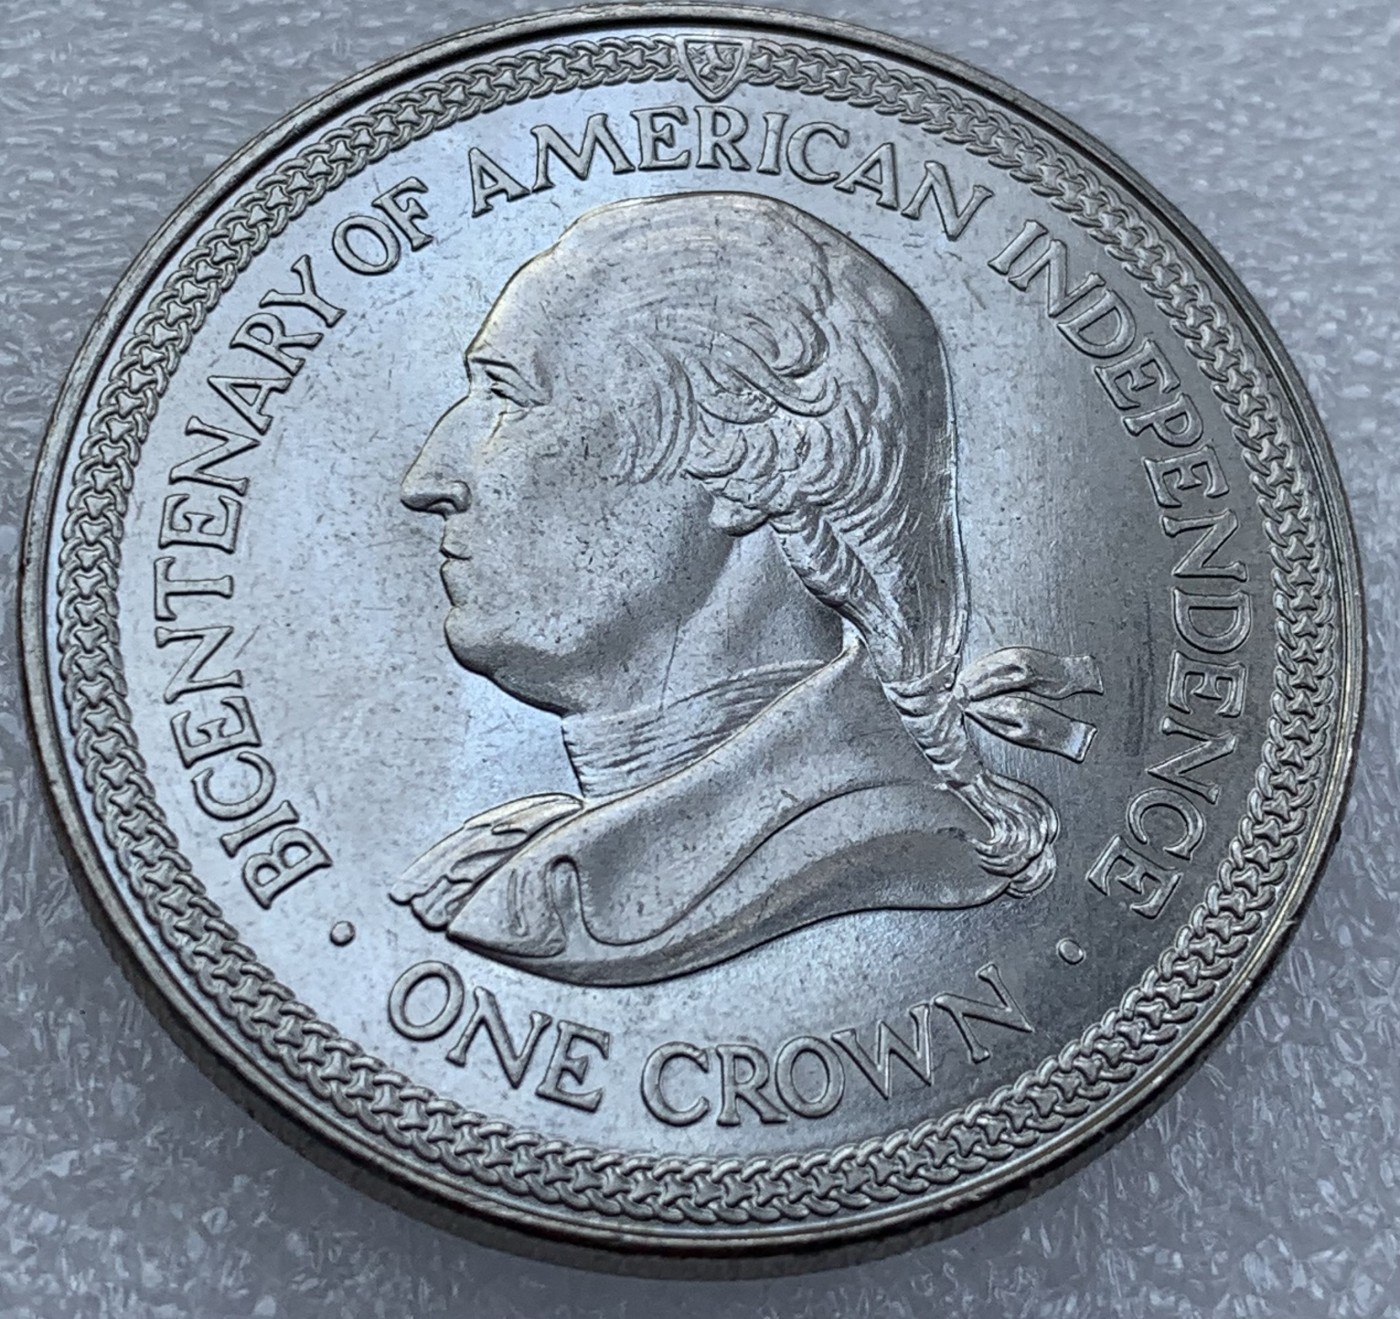 BICENTENARY OF AMERICAN INDEPENDENCE
· ONE CROWN ·